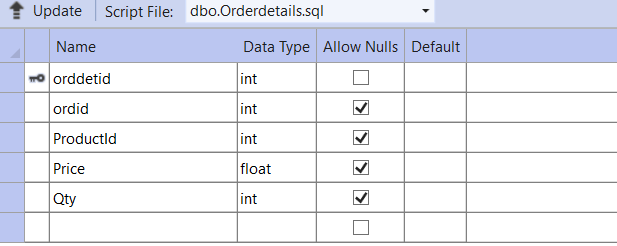 Update Script File: dbo.Orderdetails.sql
Name Data Type Allow Nulls Default
orddetid int
ordid int
ProductId int
Price float
Qty int